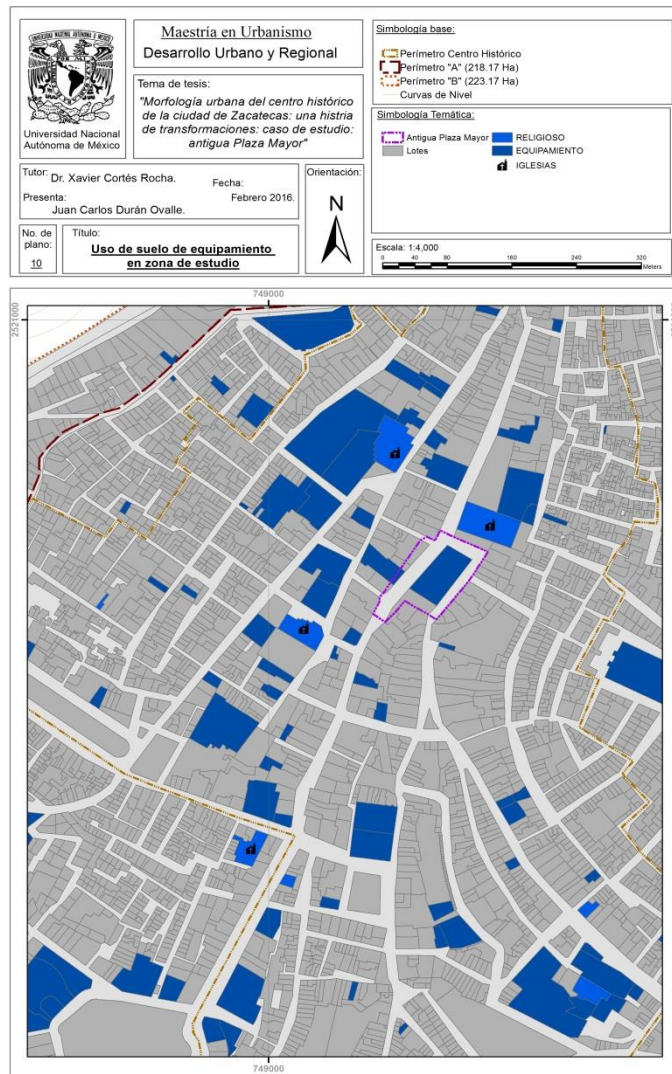 Universidad Nacional
Autónoma de México
Maestría en Urbanismo
Desarrollo Urbano y Regional
Tema de tesis:
"Morfología urbana del centro histórico
de la ciudad de Zacatecas: una histria
de transformaciones: caso de estudio:
antigua Plaza Mayor"
Tutor: Dr. Xavier Cortés Rocha.
Fecha:
Febrero 2016.
Presenta:
Juan Carlos Durán Ovalle.
Orientación:
N
No. de
plano:
10
Título:
Uso de suelo de equipamiento
en zona de estudio
Simbología base:
Perímetro Centro Histórico
Perímetro "A" (218.17 Ha)
Perímetro "B" (223.17 Ha)
Curvas de Nivel
Simbología Temática:
Antigua Plaza Mayor
Lotes
RELIGIOSO
EQUIPAMIENTO
IGLESIAS
Escala: 1:4,000
0 40 80 160 240 320
Meters
749000
2521000
749000